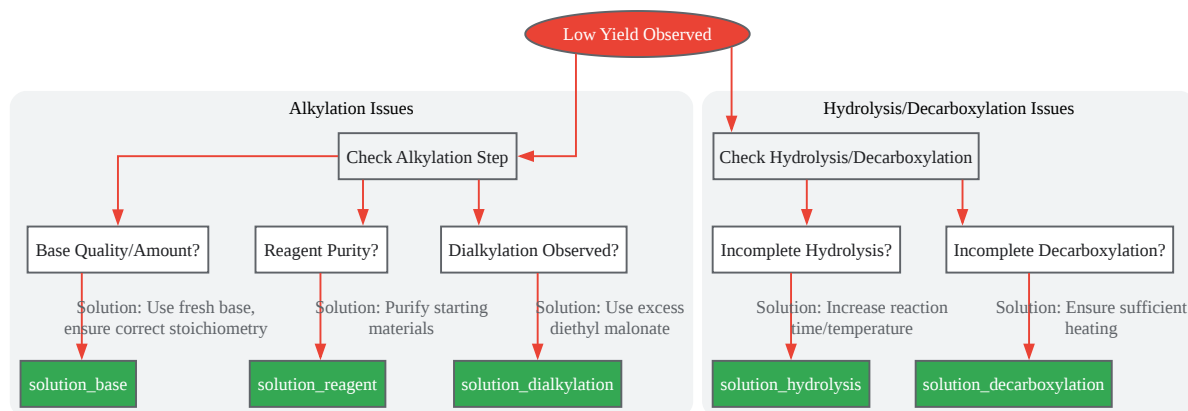 Low Yield Observed
Alkylation Issues
Hydrolysis/Decarboxylation Issues
Check Alkylation Step
Check Hydrolysis/Decarboxylation
Base Quality/Amount?
Reagent Purity?
Dialkylation Observed?
Incomplete Hydrolysis?
Incomplete Decarboxylation?
Solution: Use fresh base,
ensure correct stoichiometry
Solution: Purify starting
materials
Solution: Use excess
diethyl malonate
Solution: Increase reaction
time/temperature
Solution: Ensure sufficient
heating
solution_base
solution_reagent
solution_dialkylation
solution_hydrolysis
solution_decarboxylation